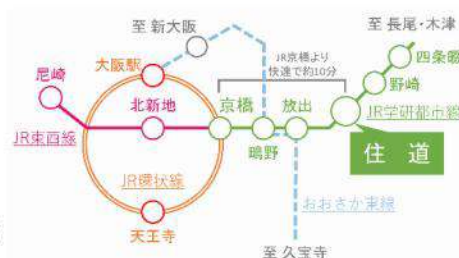 至 新大阪
至 長尾・木津
大阪駅
JR京橋より
快速で約10分
四条畷
尼崎
野崎
北新地
京橋
放出
JR学研都市線
JR東西線
鴫野
住道
JR環状線
おおさか東線
天王寺
至 久宝寺